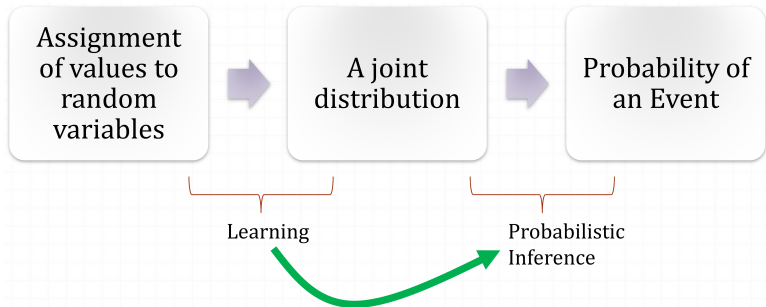 Assignment
of values to
random
variables
A joint
distribution
Probability of
an Event
Learning
Probabilistic
Inference